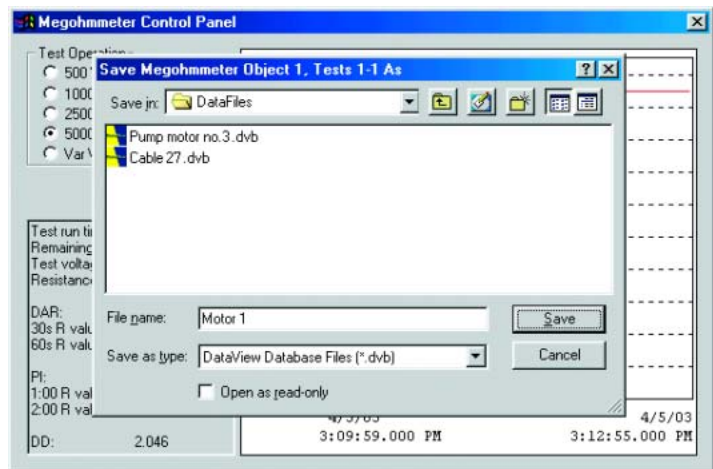 Megohmmeter Control Panel
Test Operation
500 V
1000
2500
5000
Var V
Save Megohmmeter Object 1, Tests 1-1 As
Save in: DataFiles
Pump motor no.3.dvb
Cable 27.dvb
File name: Motor 1
Save
Save as type: DataView Database Files (*.dvb)
Cancel
Open as read-only
Test run ti
Remaining
Test volta
Resistance
DAR:
30s R valu
60s R valu
PI:
1:00 R val
2:00 R val
DD: 2.046
4/5/03
4/5/03
3:09:59.000 PM
3:12:55.000 PM